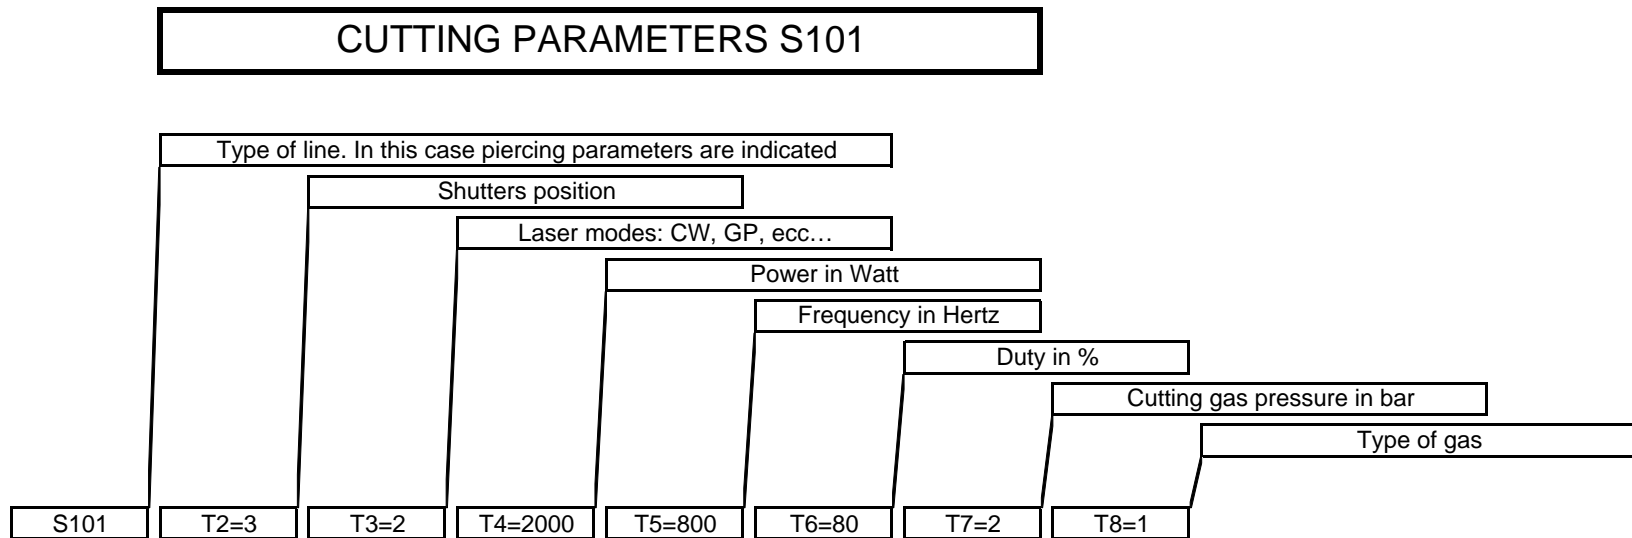 CUTTING PARAMETERS S101
Type of line. In this case piercing parameters are indicated
Shutters position
Laser modes: CW, GP, ecc…
Power in Watt
Frequency in Hertz
Duty in %
Cutting gas pressure in bar
Type of gas
S101 T2=3 T3=2 T4=2000 T5=800 T6=80 T7=2 T8=1